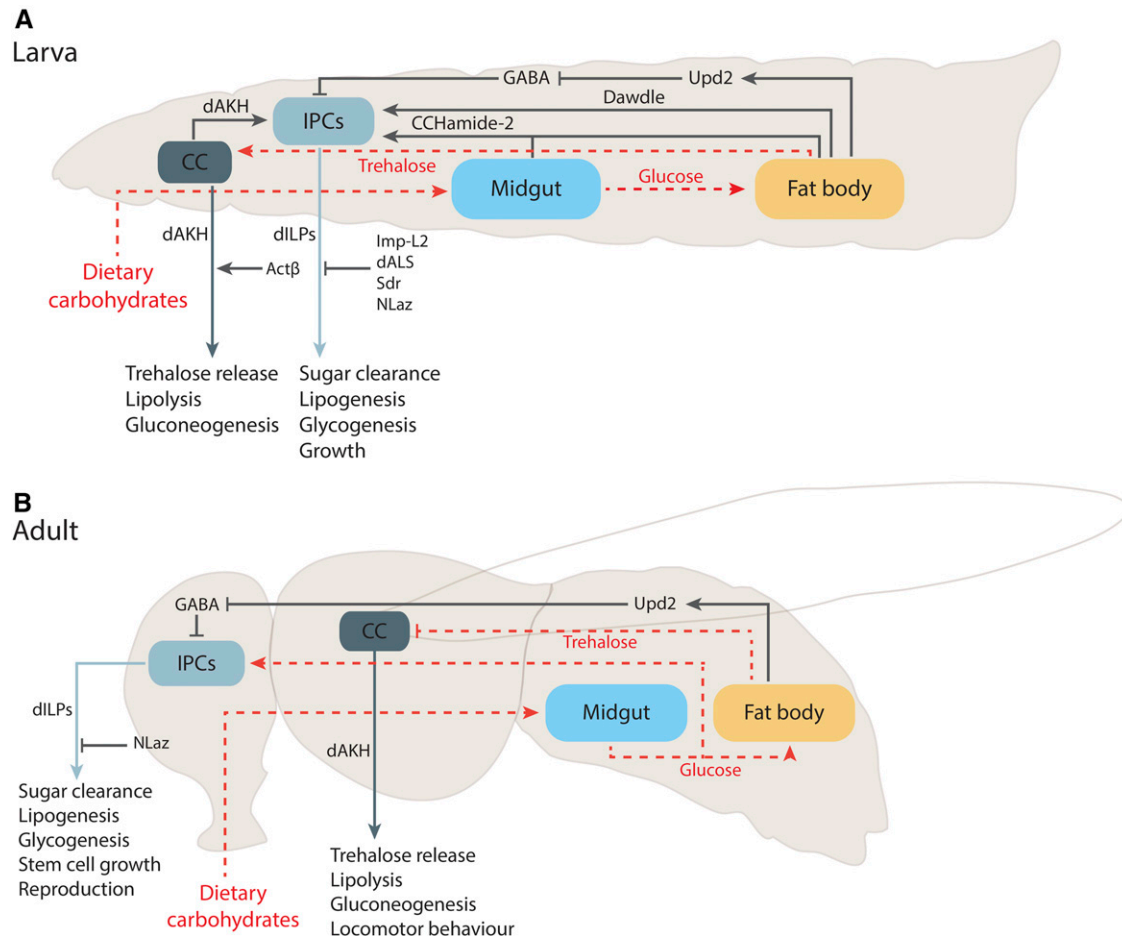 A
Larva
GABA
Upd2
Dawdle
dAKH
IPCs
CCHamide-2
CC
Trehalose
Midgut
Glucose
Fat body
dAKH
dILPs
Imp-L2
dALS
Sdr
NLaz
Actβ
Dietary
carbohydrates
Trehalose release
Lipolysis
Gluconeogenesis
Sugar clearance
Lipogenesis
Glycogenesis
Growth
B
Adult
GABA
Upd2
CC
Trehalose
IPCs
dILPs
Midgut
Fat body
NLaz
dAKH
Glucose
Sugar clearance
Lipogenesis
Glycogenesis
Stem cell growth
Reproduction
Dietary
carbohydrates
Trehalose release
Lipolysis
Gluconeogenesis
Locomotor behaviour